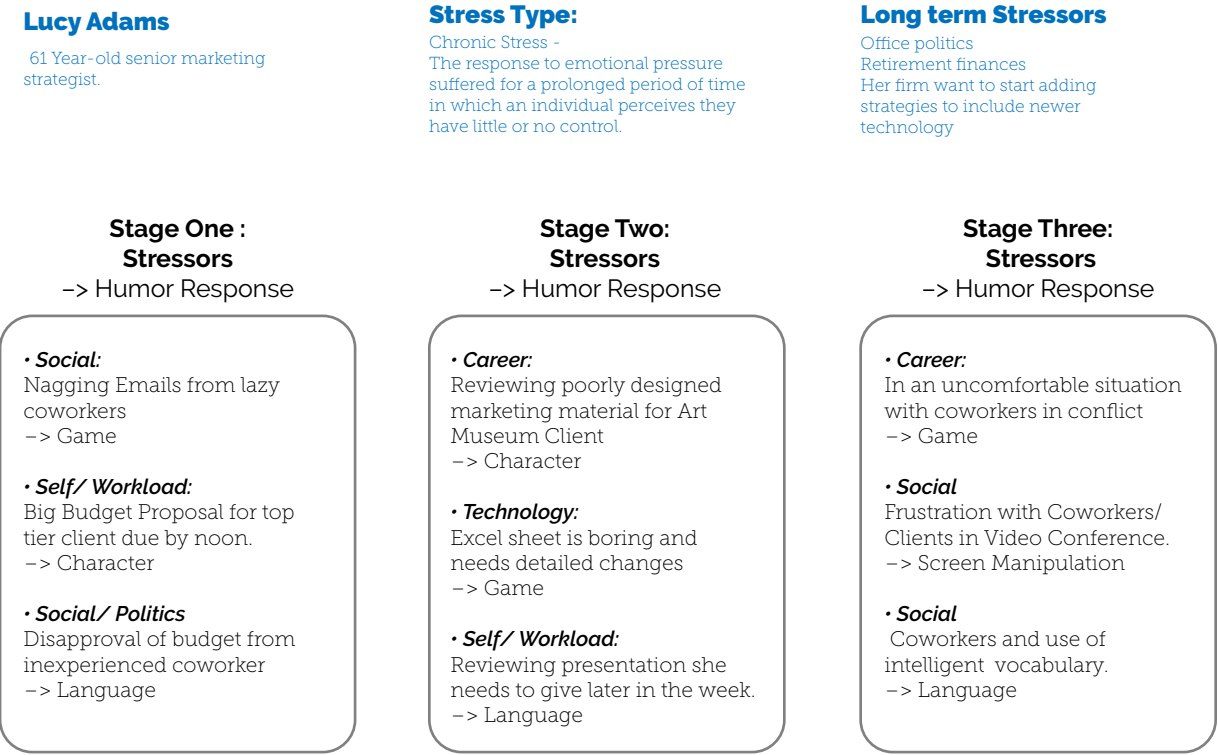 Lucy Adams
61 Year-old senior marketing
strategist.
Stress Type:
Chronic Stress -
The response to emotional pressure
suffered for a prolonged period of time
in which an individual perceives they
have little or no control.
Long term Stressors
Office politics
Retirement finances
Her firm want to start adding
strategies to include newer
technology
Stage One :
Stressors
–> Humor Response
• Social:
Nagging Emails from lazy
coworkers
–> Game
• Self/ Workload:
Big Budget Proposal for top
tier client due by noon.
–> Character
• Social/ Politics
Disapproval of budget from
inexperienced coworker
–> Language
Stage Two:
Stressors
–> Humor Response
• Career:
Reviewing poorly designed
marketing material for Art
Museum Client
–> Character
• Technology:
Excel sheet is boring and
needs detailed changes
–> Game
• Self/ Workload:
Reviewing presentation she
needs to give later in the week.
–> Language
Stage Three:
Stressors
–> Humor Response
• Career:
In an uncomfortable situation
with coworkers in conflict
–> Game
• Social
Frustration with Coworkers/
Clients in Video Conference.
–> Screen Manipulation
• Social
Coworkers and use of
intelligent vocabulary.
–> Language